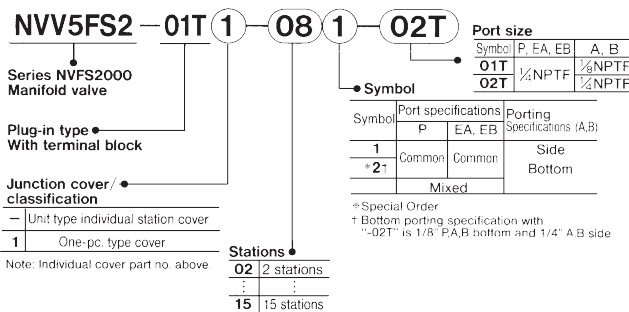 NVV5FS2 - 01T 1 - 08 1 - 02T
Port size
Symbol P, EA, EB A, B
01T 1/4NPTF 1/8NPTF
02T 1/4NPTF
Series NVFS2000
Manifold valve
Symbol
Symbol Port specifications Porting Specifications (A,B)
P EA, EB
1 Common Common Side
*2† Bottom
Mixed
*Special Order
† Bottom porting specification with
"-02T" is 1/8" P,A,B bottom and 1/4" A.B side
Plug-in type
With terminal block
Junction cover/
classification
— Unit type individual station cover
1 One-pc. type cover
Note: Individual cover part no. above.
Stations
02 2 stations
⋮ ⋮
15 15 stations